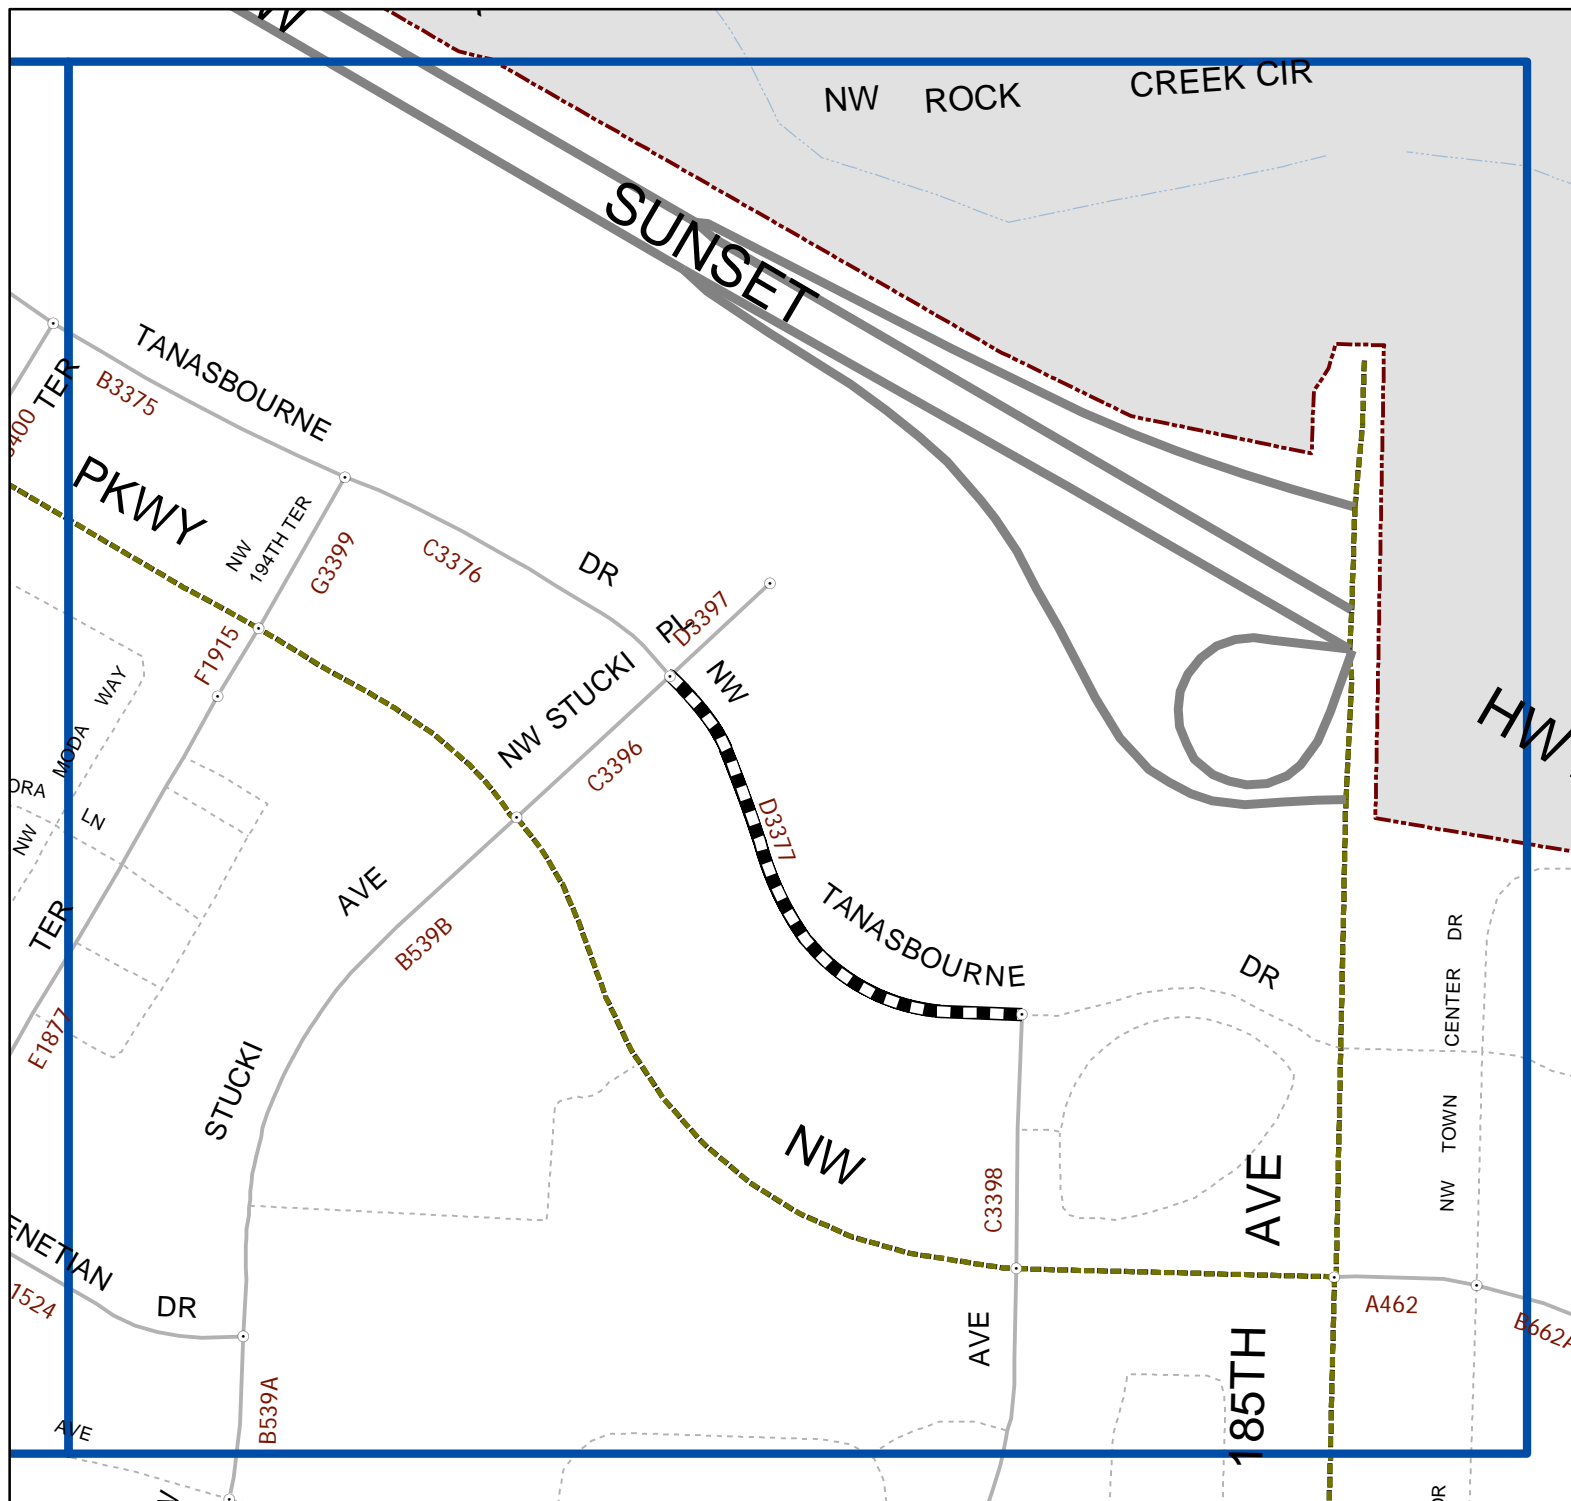 NW ROCK CREEK CIR
SUNSET
TANASBOURNE
TER
B3375
PKWY
NW
194TH TER
G3399
C3376
DR
PL
D3397
F1915
NW STUCKI
NW
WAY
MODA
C3396
LN
NW
D3377
AVE
TANASBOURNE
B539B
TER
DR
CENTER DR
E1877
STUCKI
NW
NW TOWN
C3398
AVE
DR
A462
AVE
185TH
B539A
AVE